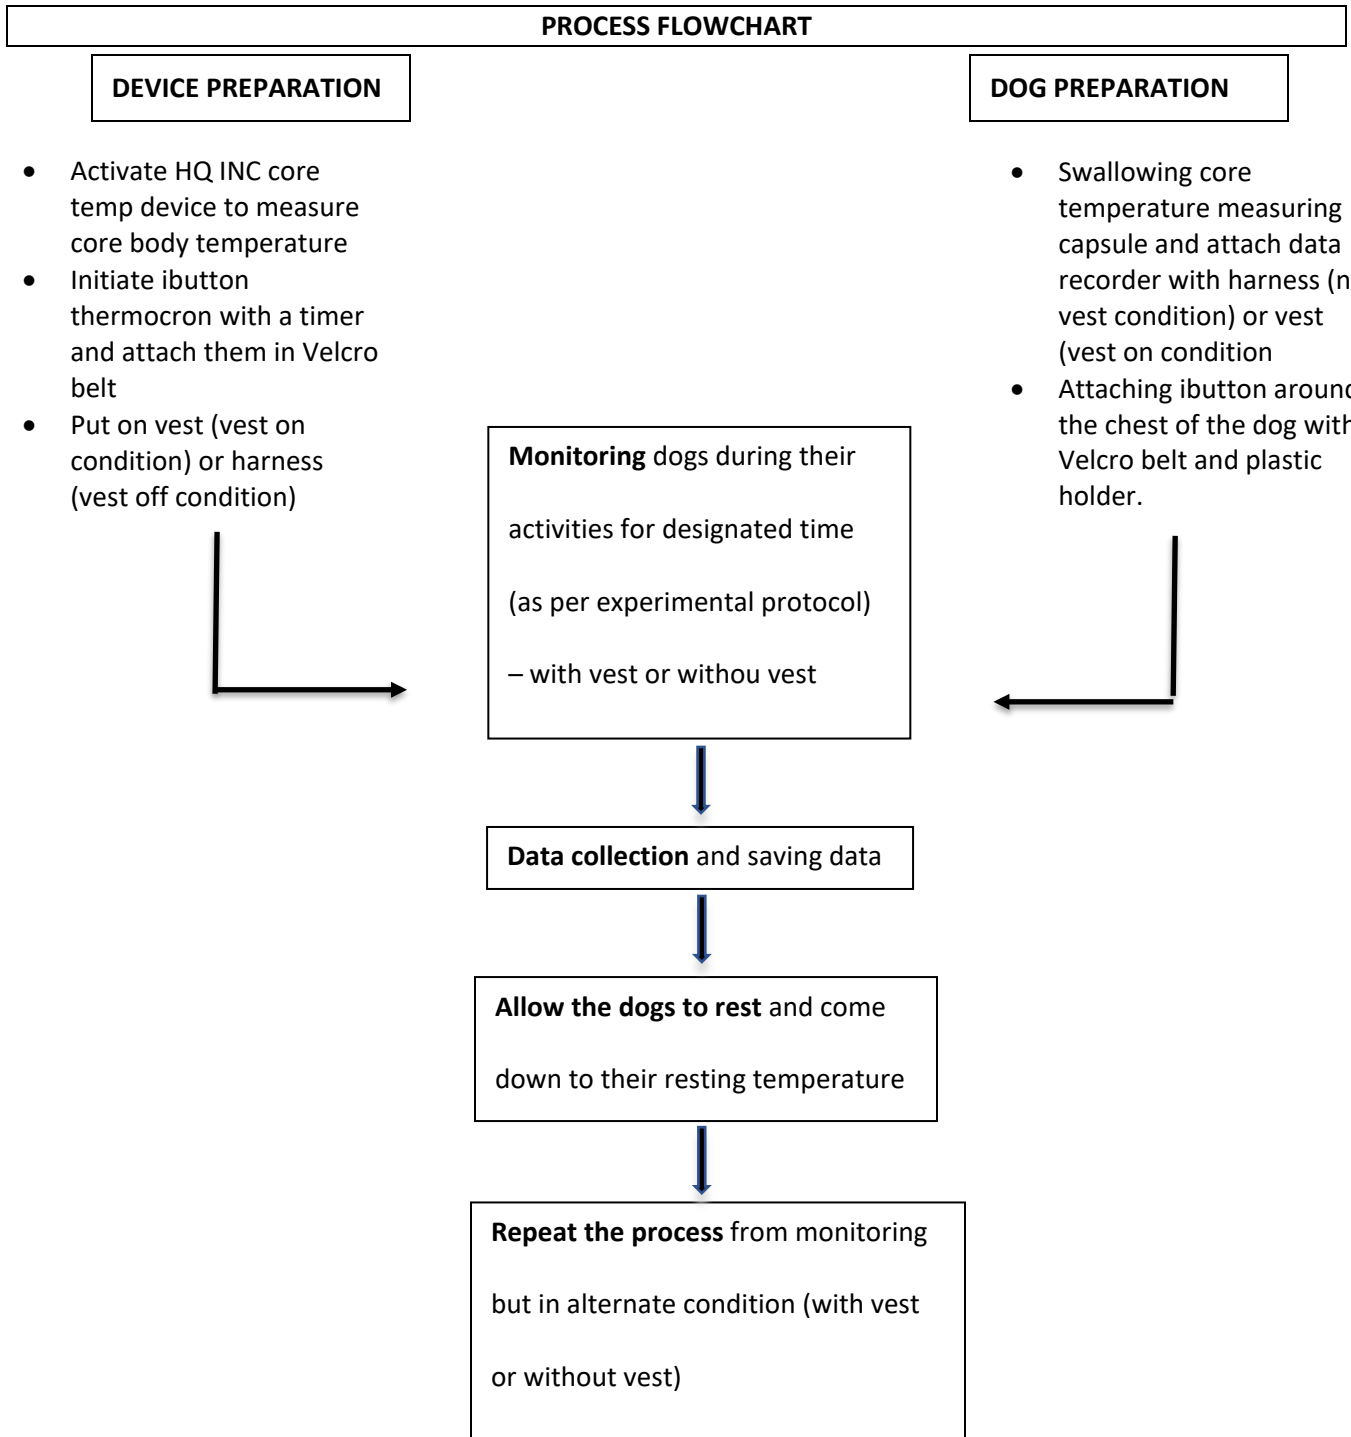 PROCESS FLOWCHART
DEVICE PREPARATION
DOG PREPARATION
• Activate HQ INC core
temp device to measure
core body temperature
• Initiate ibutton
thermocron with a timer
and attach them in Velcro
belt
• Put on vest (vest on
condition) or harness
(vest off condition)
• Swallowing core
temperature measuring
capsule and attach data
recorder with harness (n
vest condition) or vest
(vest on condition
• Attaching ibutton around
the chest of the dog with
Velcro belt and plastic
holder.
Monitoring dogs during their
activities for designated time
(as per experimental protocol)
– with vest or withou vest
Data collection and saving data
Allow the dogs to rest and come
down to their resting temperature
Repeat the process from monitoring
but in alternate condition (with vest
or without vest)